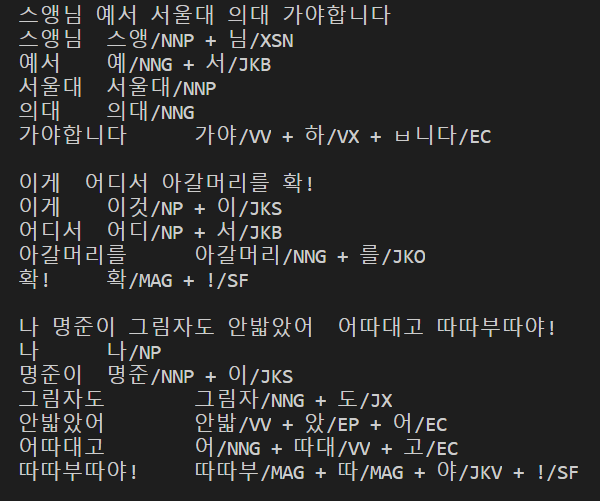 스앵님 예서 서울대 의대 가야합니다
스앵님 스앵/NNP + 님/XSN
예서 예/NNG + 서/JKB
서울대 서울대/NNP
의대 의대/NNG
가야합니다 가야/VV + 하/VX + ㅂ니다/EC
이게 어디서 아갈머리를 확!
이게 이것/NP + 이/JKS
어디서 어디/NP + 서/JKB
아갈머리를 아갈머리/NNG + 를/JKO
확! 확/MAG + !/SF
나 명준이 그림자도 안밟았어 어따대고 따따부따야!
나 나/NP
명준이 명준/NNP + 이/JKS
그림자도 그림자/NNG + 도/JX
안밟았어 안밟/VV + 았/EP + 어/EC
어따대고 어/NNG + 따대/VV + 고/EC
따따부따야! 따따부/MAG + 따/MAG + 야/JKV + !/SF